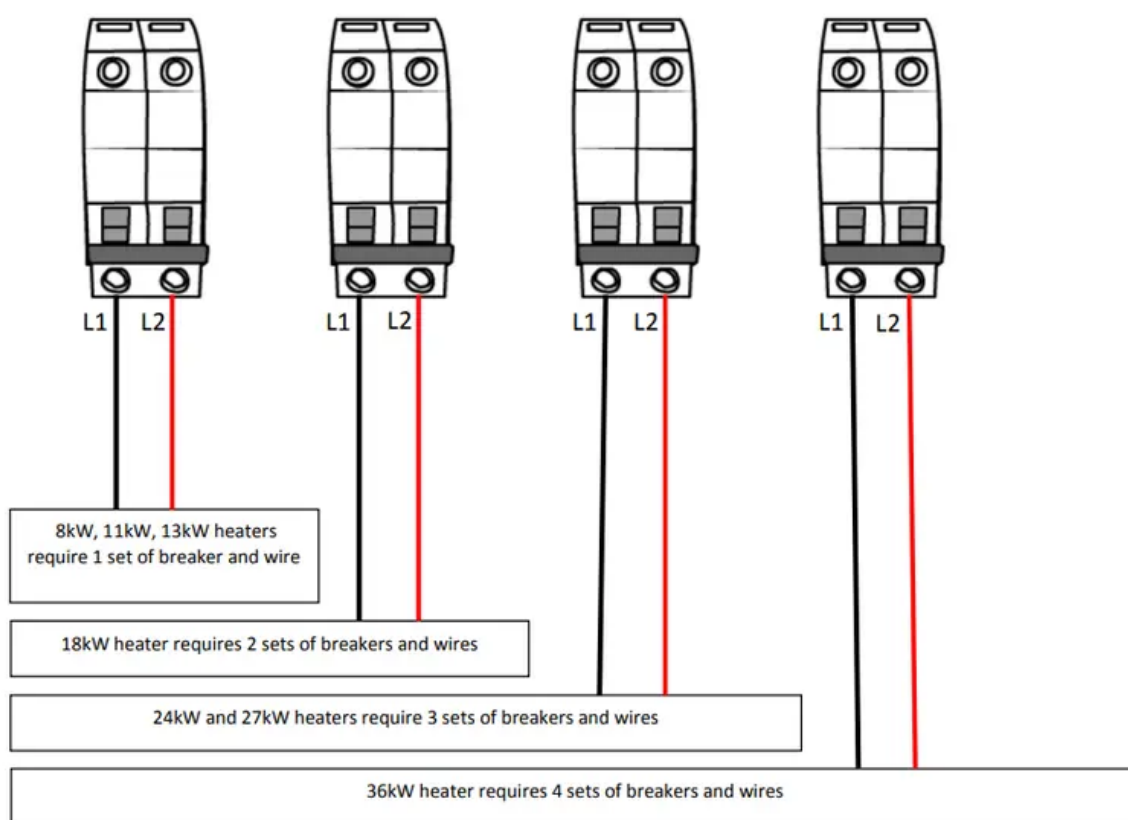 L1 L2 L1 L2 L1 L2 L1 L2
8kW, 11kW, 13kW heaters
require 1 set of breaker and wire
18kW heater requires 2 sets of breakers and wires
24kW and 27kW heaters require 3 sets of breakers and wires
36kW heater requires 4 sets of breakers and wires